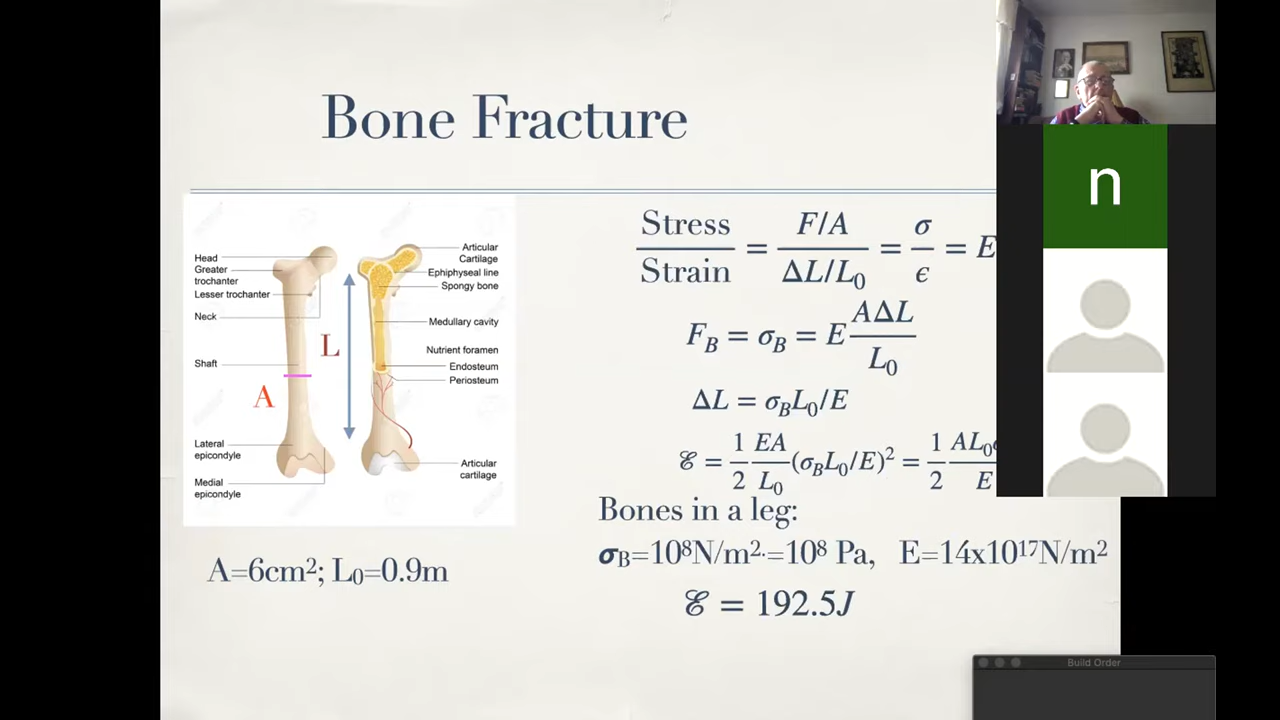 Bone Fracture
n
Head
Greater
trochanter
Lesser trochanter
Neck
Shaft
Lateral
epicondyle
Medial
epicondyle
A
L
Articular
Cartilage
Ephiphyseal line
Spongy bone
Medullary cavity
Nutrient foramen
Endosteum
Periosteum
Articular
cartilage
A=6cm²; L₀=0.9m
Stress/Strain = (F/A)/(ΔL/L₀) = σ/ϵ = E
F_B = σ_B = E AΔL/L₀
ΔL = σ_B L₀/E
ℰ = 1/2 EA/L₀ (σ_B L₀/E)² = 1/2 AL₀/E
Bones in a leg:
σ_B=10⁸N/m²·=10⁸ Pa, E=14x10¹⁷N/m²
ℰ = 192.5J
Build Order